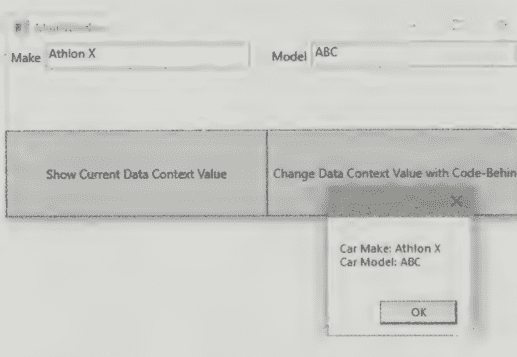 Make Athlon X Model ABC
Show Current Data Context Value
Change Data Context Value with Code-Behin
Car Make: Athlon X
Car Model: ABC
OK